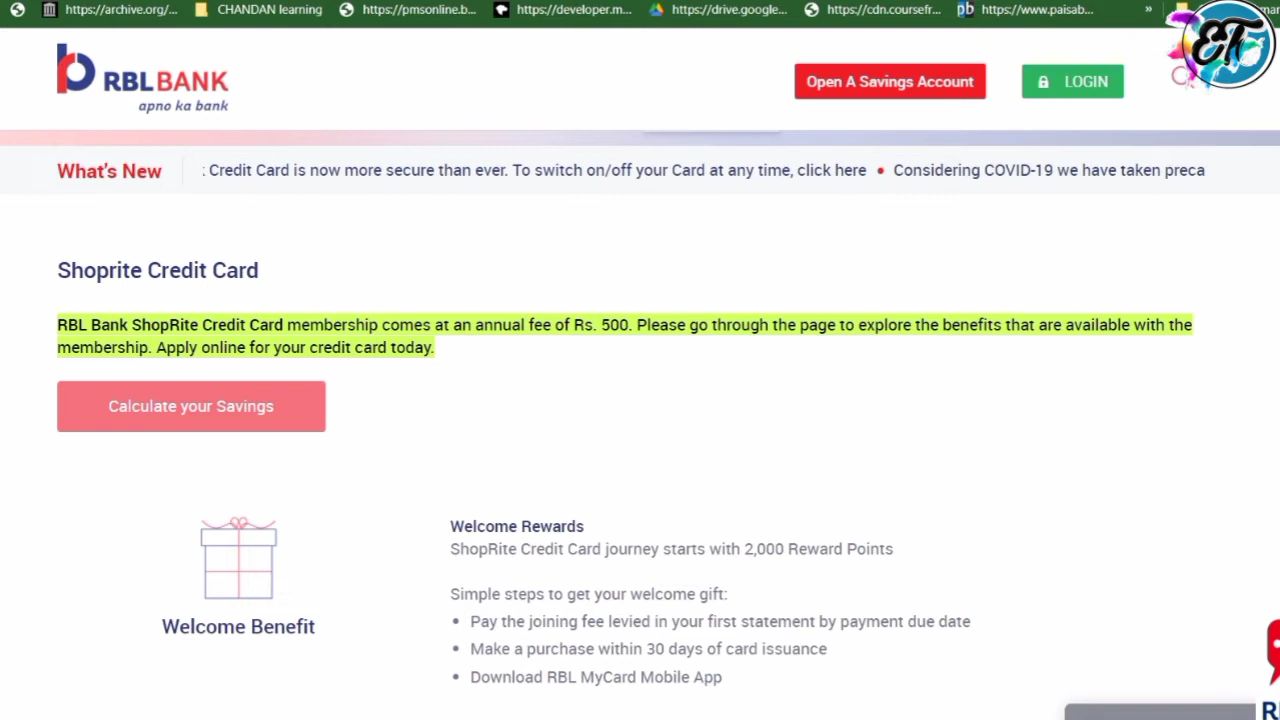 https://archive.org/... CHANDAN learning https://pmsonline.b... https://developer.m... https://drive.google... https://cdn.coursefr... https://www.paisab... »
ET
RBL BANK
apno ka bank
Open A Savings Account
LOGIN
What's New
: Credit Card is now more secure than ever. To switch on/off your Card at any time, click here • Considering COVID-19 we have taken preca
Shoprite Credit Card
RBL Bank ShopRite Credit Card membership comes at an annual fee of Rs. 500. Please go through the page to explore the benefits that are available with the
membership. Apply online for your credit card today.
Calculate your Savings
Welcome Benefit
Welcome Rewards
ShopRite Credit Card journey starts with 2,000 Reward Points
Simple steps to get your welcome gift:
• Pay the joining fee levied in your first statement by payment due date
• Make a purchase within 30 days of card issuance
• Download RBL MyCard Mobile App